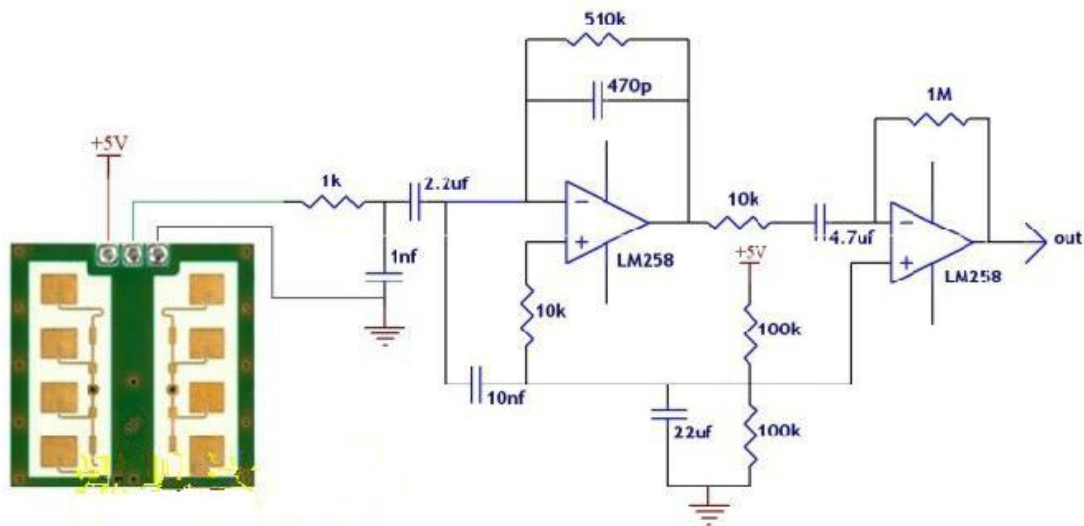 510k
470p
1M
+5V
1k
2.2uf
10k
4.7uf
out
1nf
LM258
+5V
LM258
10k
100k
10nf
22uf
100k